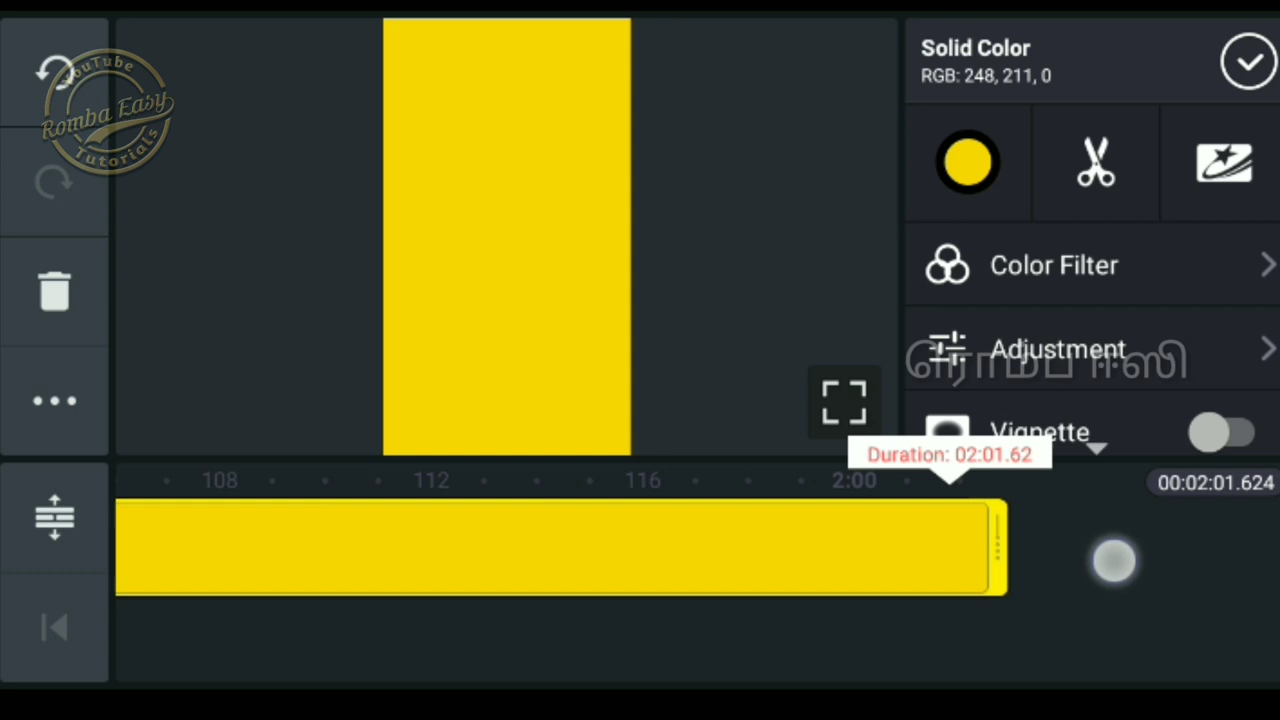 YouTube
Romba Easy
Tutorials
Solid Color
RGB: 248, 211, 0
Color Filter
Adjustment
ரொம்ப ஈஸி
Vignette
Duration: 02:01.62
108
112
116
2:00
00:02:01.624